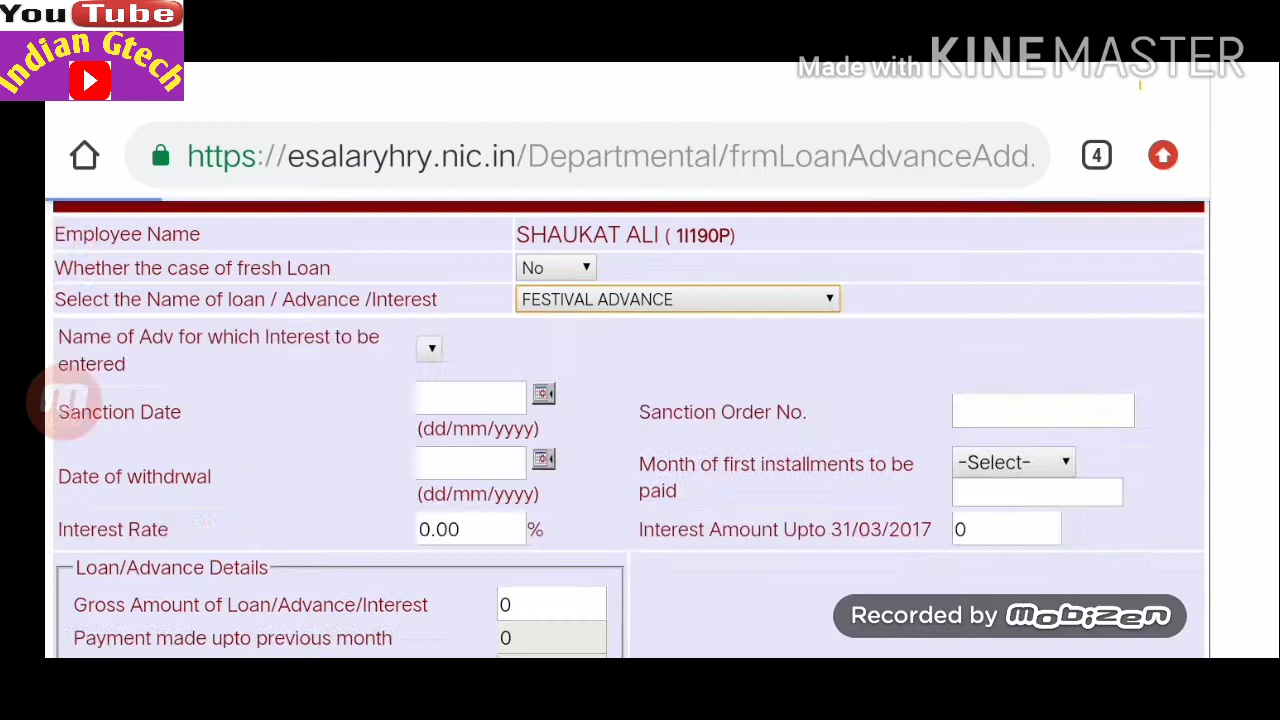 You Tube
Indian Gtech
Made with KINEMASTER
https://esalaryhry.nic.in/Departmental/frmLoanAdvanceAdd.
4
Employee Name SHAUKAT ALI ( 1I190P)
Whether the case of fresh Loan No
Select the Name of loan / Advance /Interest FESTIVAL ADVANCE
Name of Adv for which Interest to be
entered
Sanction Date Sanction Order No.
(dd/mm/yyyy)
Date of withdrwal Month of first installments to be
paid -Select-
(dd/mm/yyyy)
Interest Rate 0.00 % Interest Amount Upto 31/03/2017 0
Loan/Advance Details
Gross Amount of Loan/Advance/Interest 0
Payment made upto previous month 0
Recorded by mobizen